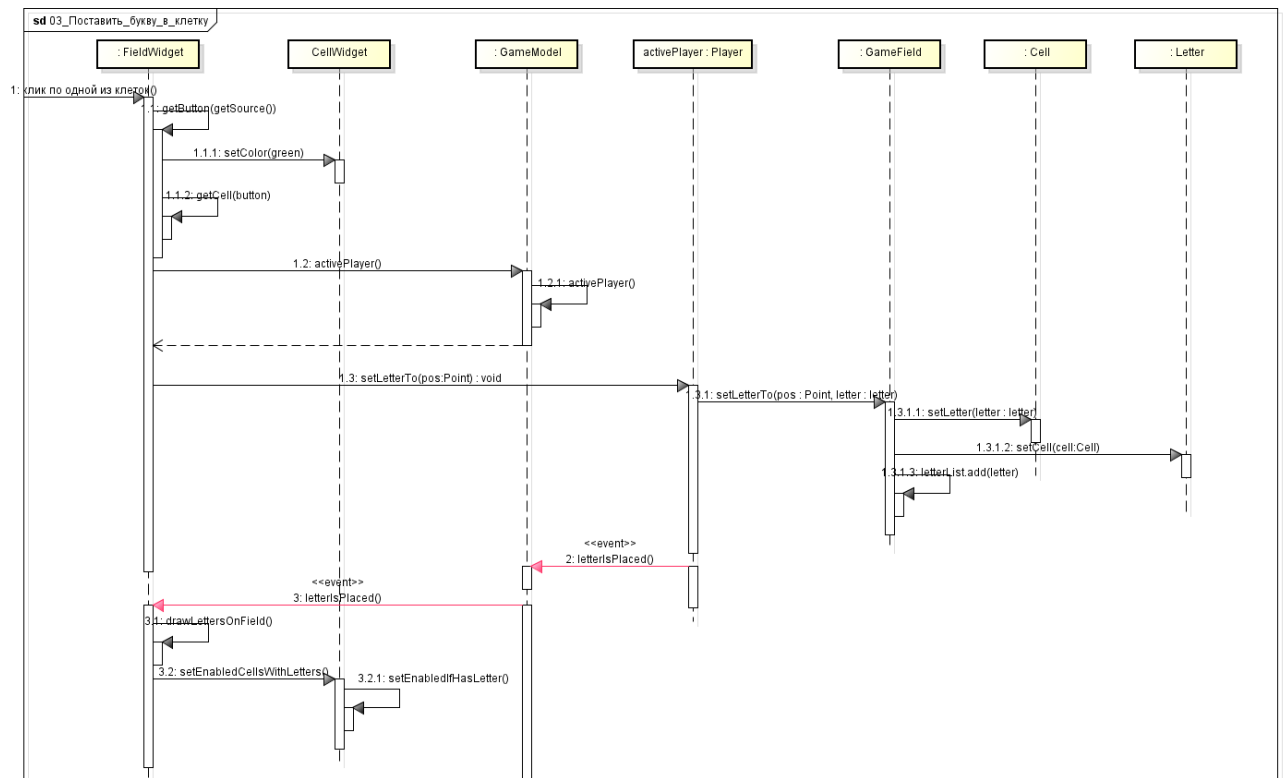 sd 03_Поставить_букву_в_клетку
: FieldWidget
CellWidget
: GameModel
activePlayer : Player
: GameField
: Cell
: Letter
1: клик по одной из клеток()
1.1: getButton(getSource())
1.1.1: setColor(green)
1.1.2: getCell(button)
1.2: activePlayer()
1.2.1: activePlayer()
1.3: setLetterTo(pos:Point) : void
1.3.1: setLetterTo(pos : Point, letter : letter)
1.3.1.1: setLetter(letter : letter)
1.3.1.2: setCell(cell:Cell)
1.3.1.3: letterList.add(letter)
<<event>>
2: letterIsPlaced()
<<event>>
3: letterIsPlaced()
3.1: drawLettersOnField()
3.2: setEnabledCellsWithLetters()
3.2.1: setEnabledIfHasLetter()